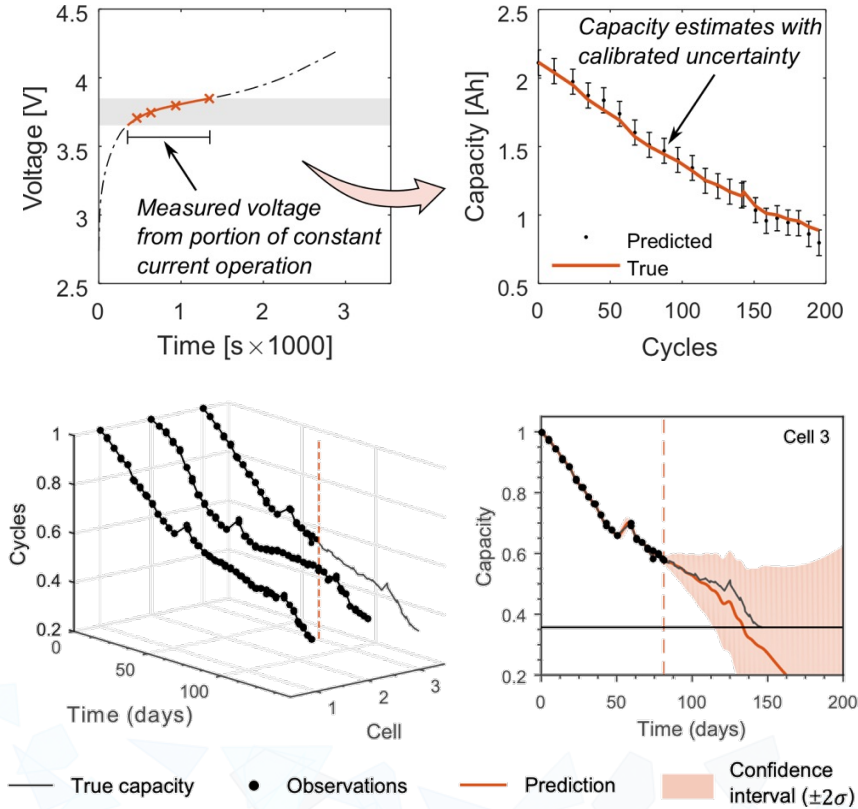 4.5
4
3.5
3
2.5
Voltage [V]
Measured voltage
from portion of constant
current operation
0
1
2
3
Time [s × 1000]
2.5
2
1.5
1
0.5
Capacity [Ah]
Capacity estimates with
calibrated uncertainty
Predicted
True
0
50
100
150
200
Cycles
1
0.8
0.6
0.4
0.2
Cycles
0
50
100
Time (days)
1
2
3
Cell
Cell 3
1
0.8
0.6
0.4
0.2
Capacity
0
50
100
150
200
Time (days)
True capacity
Observations
Prediction
Confidence
interval (±2σ)